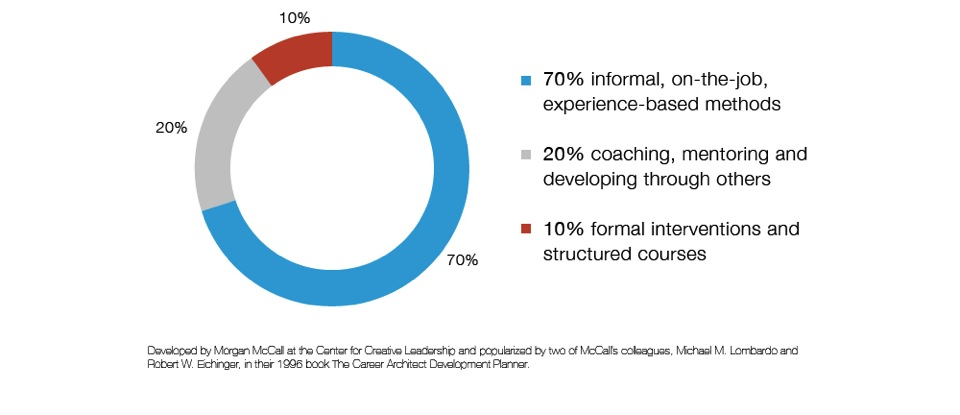 10%
20%
70%
70% informal, on-the-job,
experience-based methods
20% coaching, mentoring and
developing through others
10% formal interventions and
structured courses
Developed by Morgan McCall at the Center for Creative Leadership and popularized by two of McCall's colleagues, Michael M. Lombardo and
Robert W. Eichinger, in their 1996 book The Career Architect Development Planner.